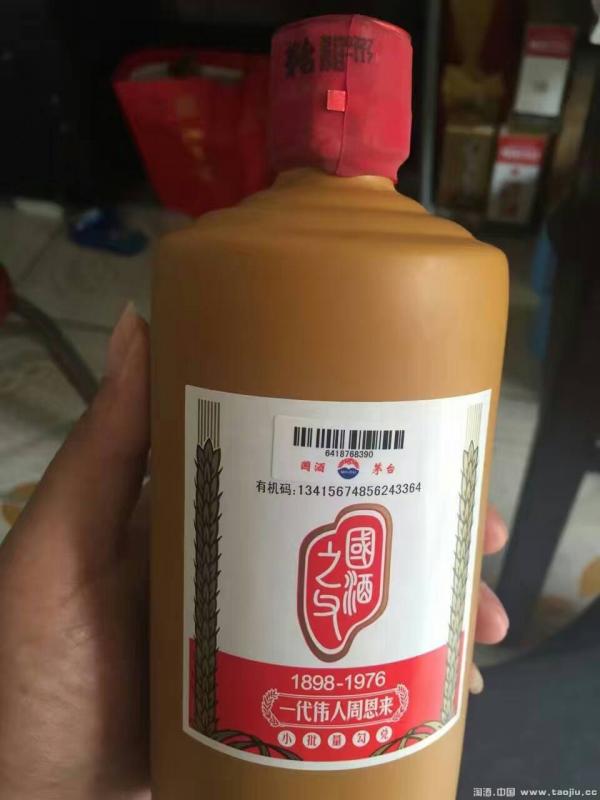 6418768390
國酒 茅台
有机码:13415674856243364
國酒
之父
1898-1976
一代伟人周恩来
小批量勾兑
淘酒.中国 www.taojiu.cc